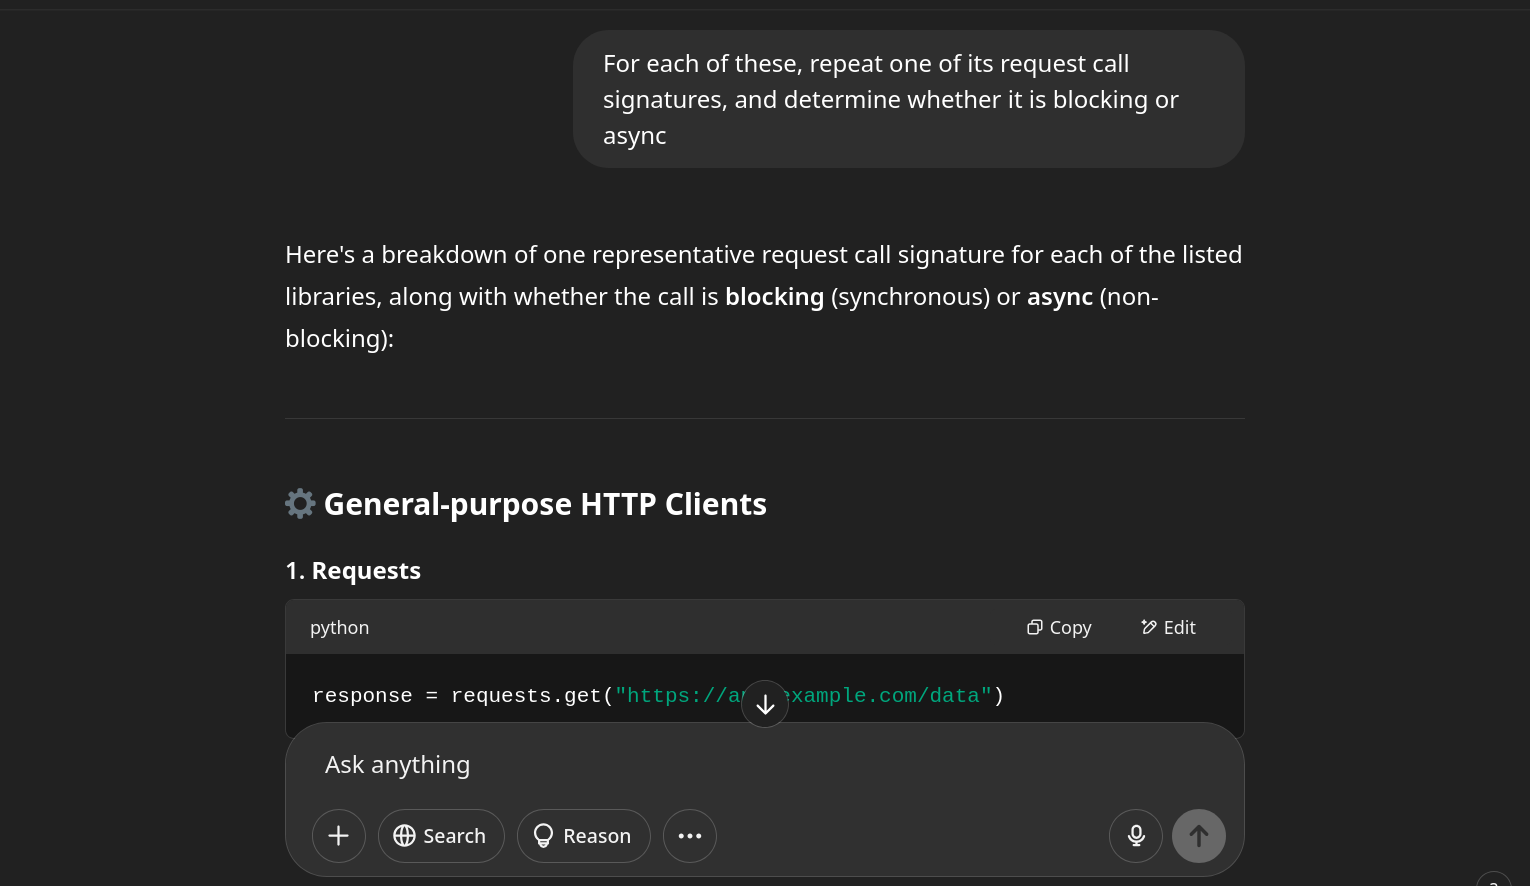 For each of these, repeat one of its request call
signatures, and determine whether it is blocking or
async
Here's a breakdown of one representative request call signature for each of the listed
libraries, along with whether the call is blocking (synchronous) or async (non-
blocking):
General-purpose HTTP Clients
1. Requests
python Copy Edit
response = requests.get("https://ap example.com/data")
Ask anything
Search Reason
?